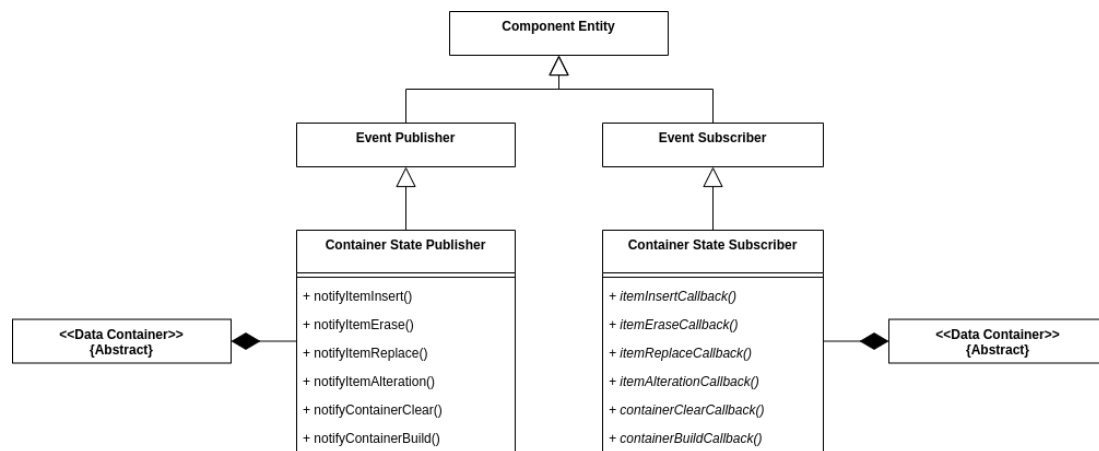 Component Entity
Event Publisher
Event Subscriber
Container State Publisher
+ notifyItemInsert()
+ notifyItemErase()
+ notifyItemReplace()
+ notifyItemAlteration()
+ notifyContainerClear()
+ notifyContainerBuild()
Container State Subscriber
+ itemInsertCallback()
+ itemEraseCallback()
+ itemReplaceCallback()
+ itemAlterationCallback()
+ containerClearCallback()
+ containerBuildCallback()
<<Data Container>>
{Abstract}
<<Data Container>>
{Abstract}